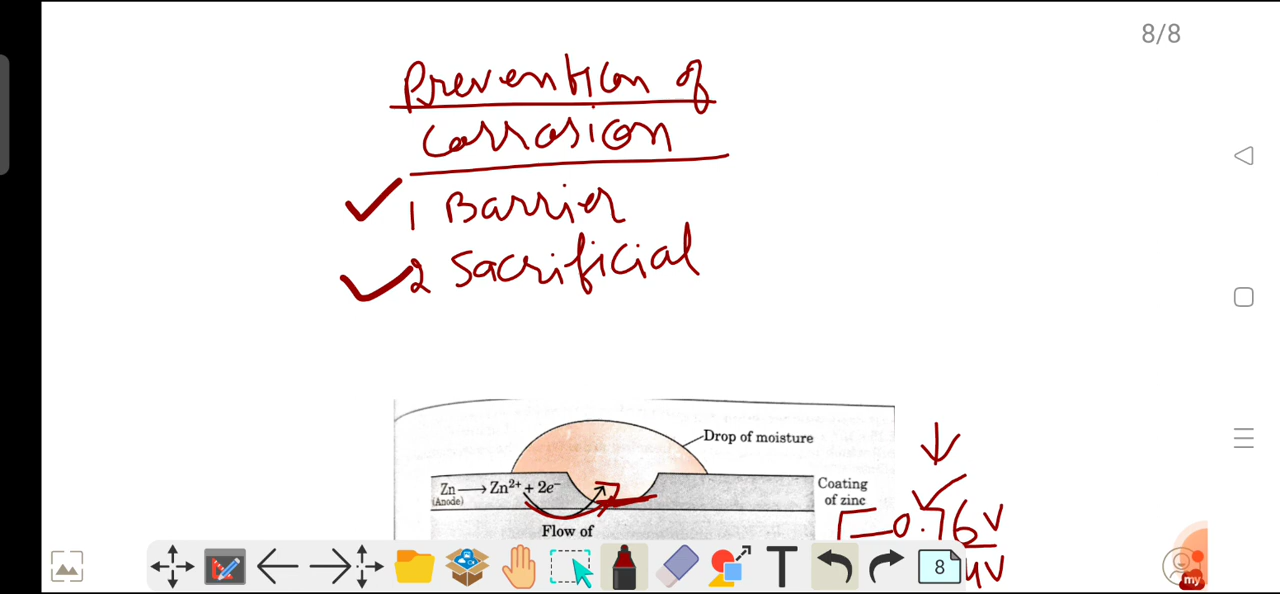 8/8
Prevention of
Corrosion
1 Barrier
2 Sacrificial
Drop of moisture
Zn → Zn²⁺ + 2e⁻
(Anode)
Coating
of zinc
Flow of
-0.76V
T
8
my